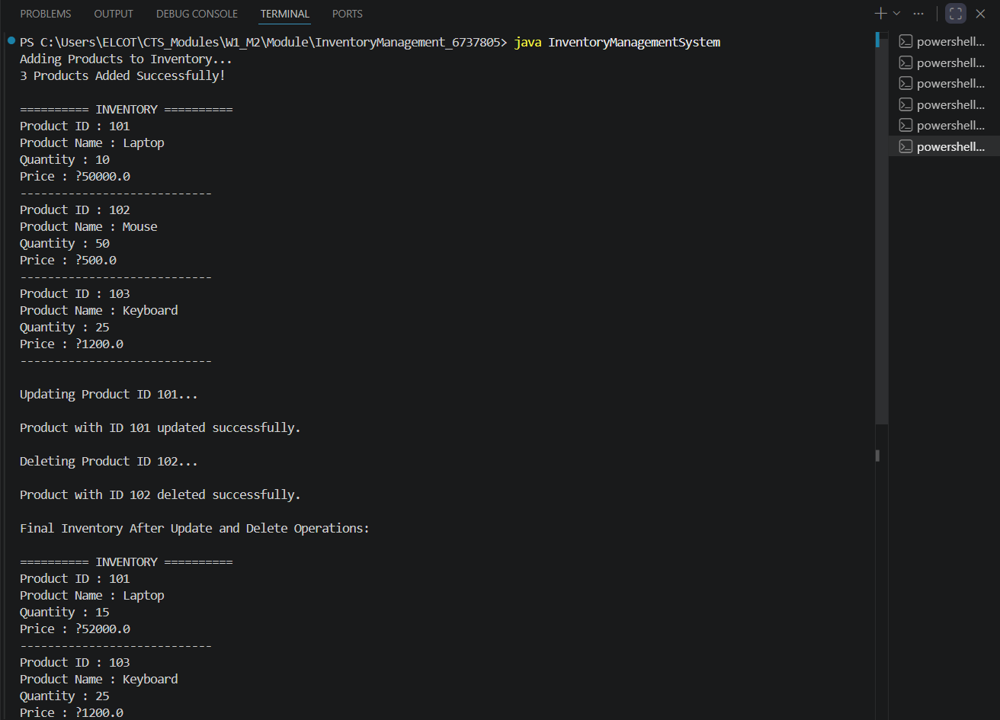 PROBLEMS OUTPUT DEBUG CONSOLE TERMINAL PORTS
PS C:\Users\ELCOT\CTS_Modules\W1_M2\Module\InventoryManagement_6737805> java InventoryManagementSystem
Adding Products to Inventory...
3 Products Added Successfully!
========== INVENTORY ==========
Product ID : 101
Product Name : Laptop
Quantity : 10
Price : ?50000.0
----------------------------
Product ID : 102
Product Name : Mouse
Quantity : 50
Price : ?500.0
----------------------------
Product ID : 103
Product Name : Keyboard
Quantity : 25
Price : ?1200.0
----------------------------
Updating Product ID 101...
Product with ID 101 updated successfully.
Deleting Product ID 102...
Product with ID 102 deleted successfully.
Final Inventory After Update and Delete Operations:
========== INVENTORY ==========
Product ID : 101
Product Name : Laptop
Quantity : 15
Price : ?52000.0
----------------------------
Product ID : 103
Product Name : Keyboard
Quantity : 25
Price : ?1200.0
powershell...
powershell...
powershell...
powershell...
powershell...
powershell...